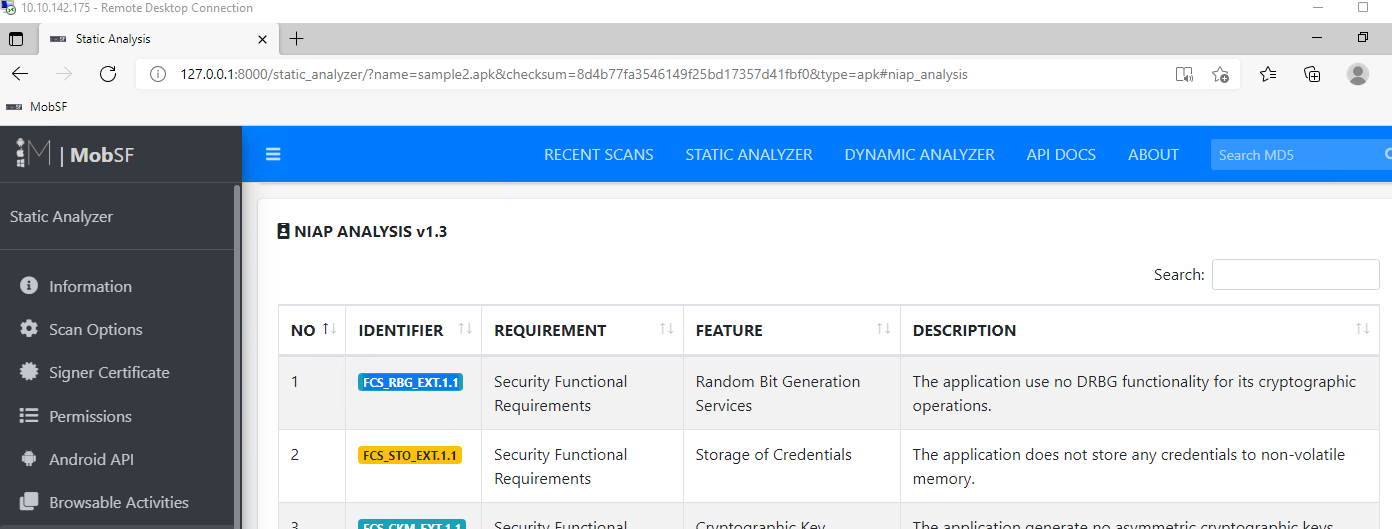 10.10.142.175 - Remote Desktop Connection
Static Analysis
127.0.0.1:8000/static_analyzer/?name=sample2.apk&checksum=8d4b77fa3546149f25bd17357d41fbf0&type=apk#niap_analysis
MobSF
M | MobSF
RECENT SCANS STATIC ANALYZER DYNAMIC ANALYZER API DOCS ABOUT Search MD5
Static Analyzer
Information
Scan Options
Signer Certificate
Permissions
Android API
Browsable Activities
NIAP ANALYSIS v1.3
Search:
NO IDENTIFIER REQUIREMENT FEATURE DESCRIPTION
1 FCS_RBG_EXT.1.1 Security Functional Requirements Random Bit Generation Services The application use no DRBG functionality for its cryptographic operations.
2 FCS_STO_EXT.1.1 Security Functional Requirements Storage of Credentials The application does not store any credentials to non-volatile memory.
3 FCS_CKM_EXT.1.1 Security Functional Cryptographic Key The application generate no asymmetric cryptographic keys